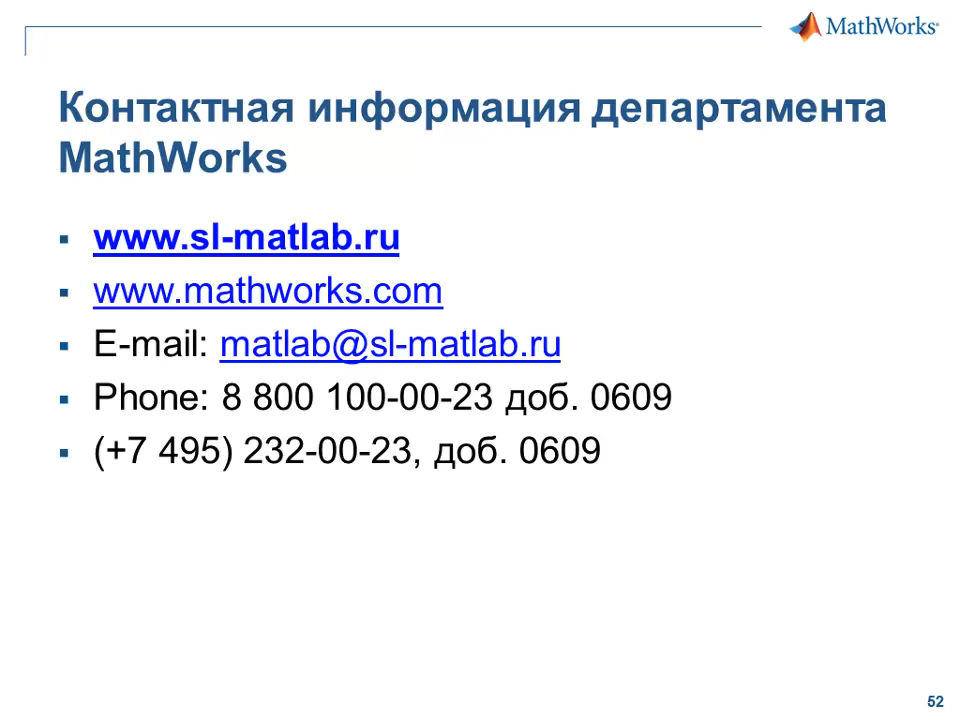 MathWorks®
Контактная информация департамента
MathWorks
www.sl-matlab.ru
www.mathworks.com
E-mail: matlab@sl-matlab.ru
Phone: 8 800 100-00-23 доб. 0609
(+7 495) 232-00-23, доб. 0609
52